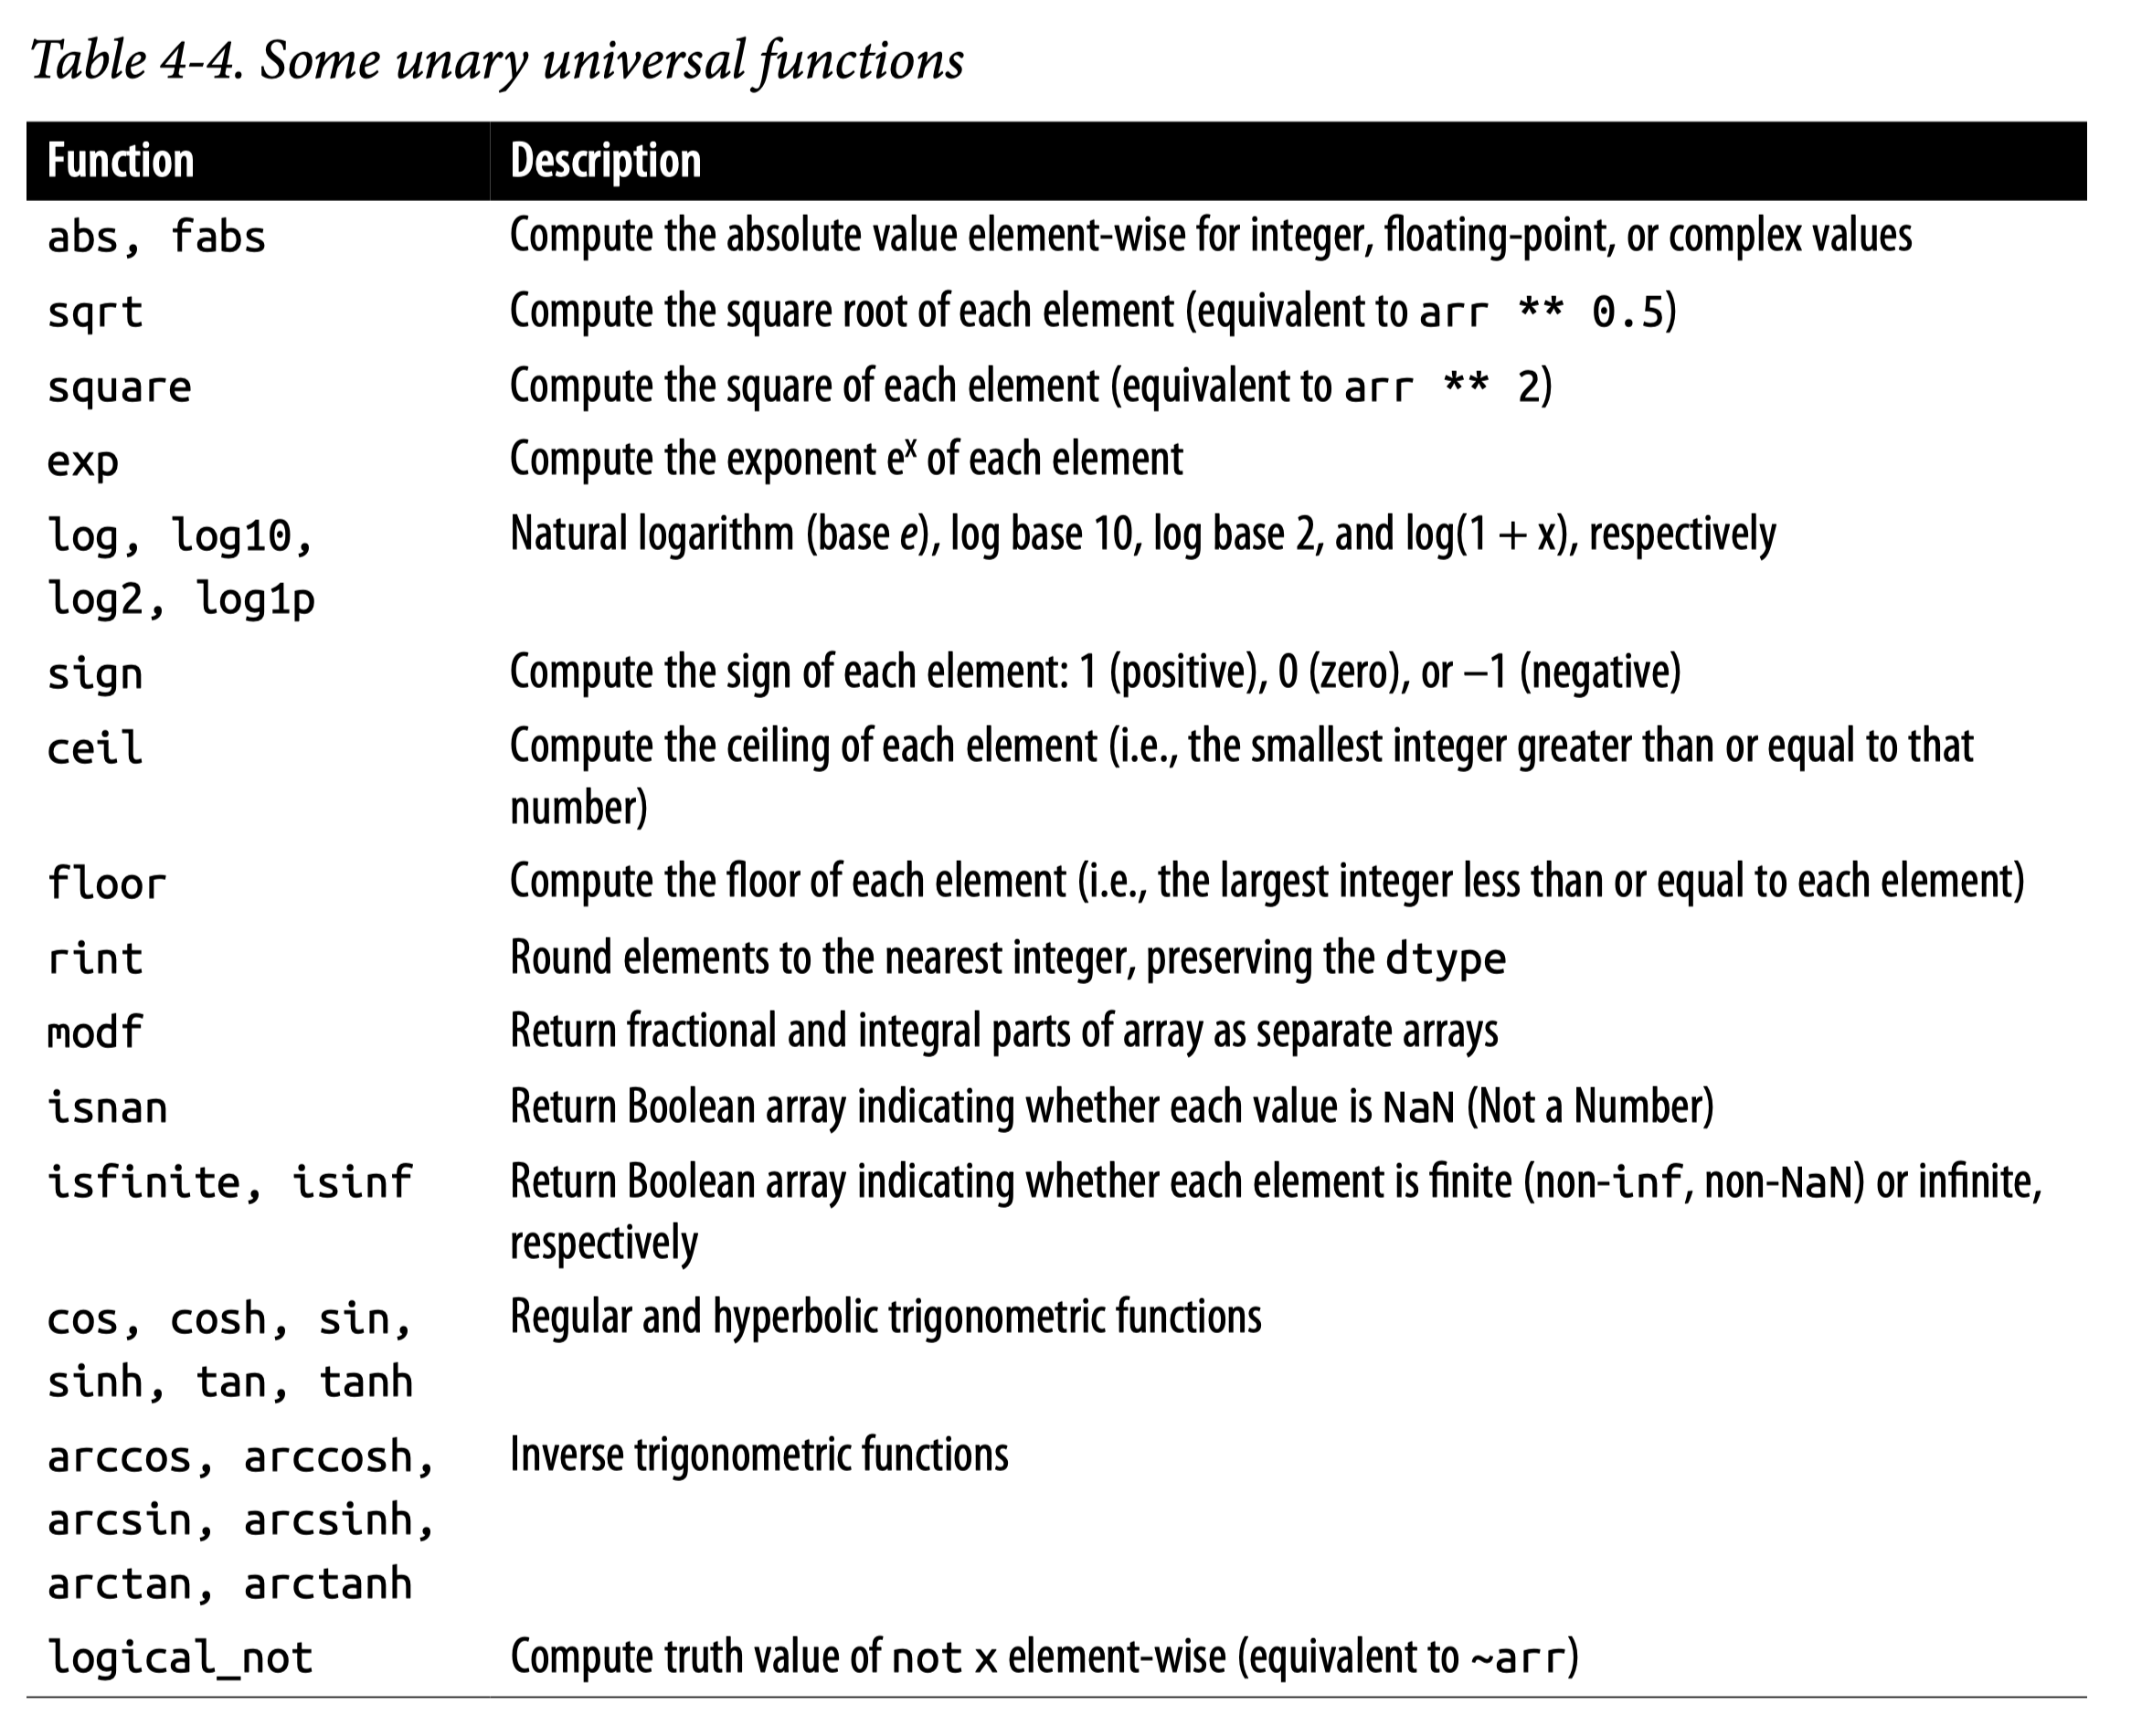 Table 4-4. Some unary universal functions
Function Description
abs, fabs Compute the absolute value element-wise for integer, floating-point, or complex values
sqrt Compute the square root of each element (equivalent to arr ** 0.5)
square Compute the square of each element (equivalent to arr ** 2)
exp Compute the exponent eˣ of each element
log, log10, Natural logarithm (base e), log base 10, log base 2, and log(1 + x), respectively
log2, log1p
sign Compute the sign of each element: 1 (positive), 0 (zero), or –1 (negative)
ceil Compute the ceiling of each element (i.e., the smallest integer greater than or equal to that
number)
floor Compute the floor of each element (i.e., the largest integer less than or equal to each element)
rint Round elements to the nearest integer, preserving the dtype
modf Return fractional and integral parts of array as separate arrays
isnan Return Boolean array indicating whether each value is NaN (Not a Number)
isfinite, isinf Return Boolean array indicating whether each element is finite (non-inf, non-NaN) or infinite,
respectively
cos, cosh, sin, Regular and hyperbolic trigonometric functions
sinh, tan, tanh
arccos, arccosh, Inverse trigonometric functions
arcsin, arcsinh,
arctan, arctanh
logical_not Compute truth value of not x element-wise (equivalent to ~arr)